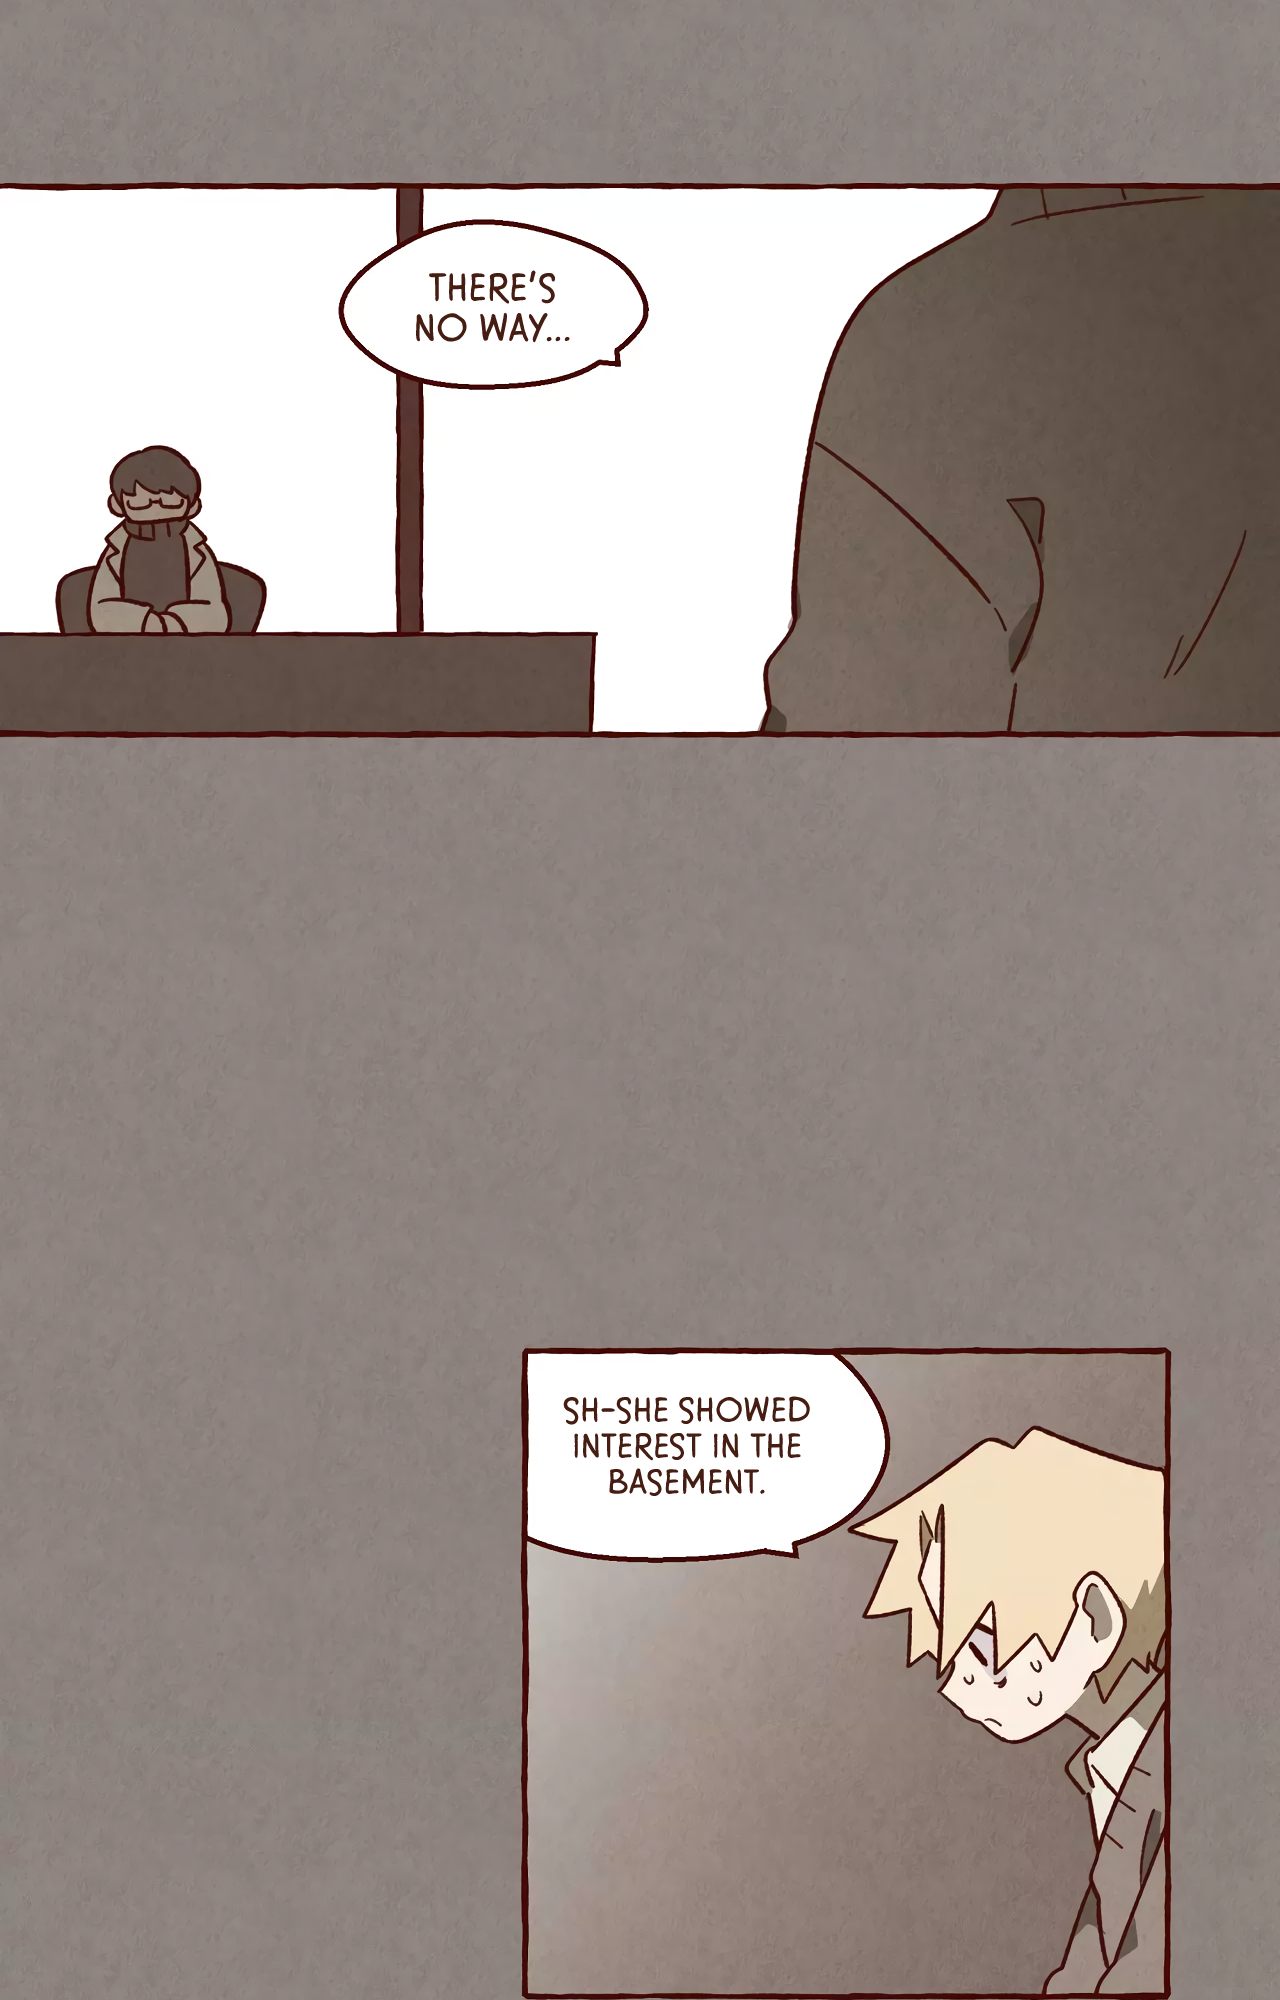 THERE'S
NO WAY...
SH-SHE SHOWED
INTEREST IN THE
BASEMENT.